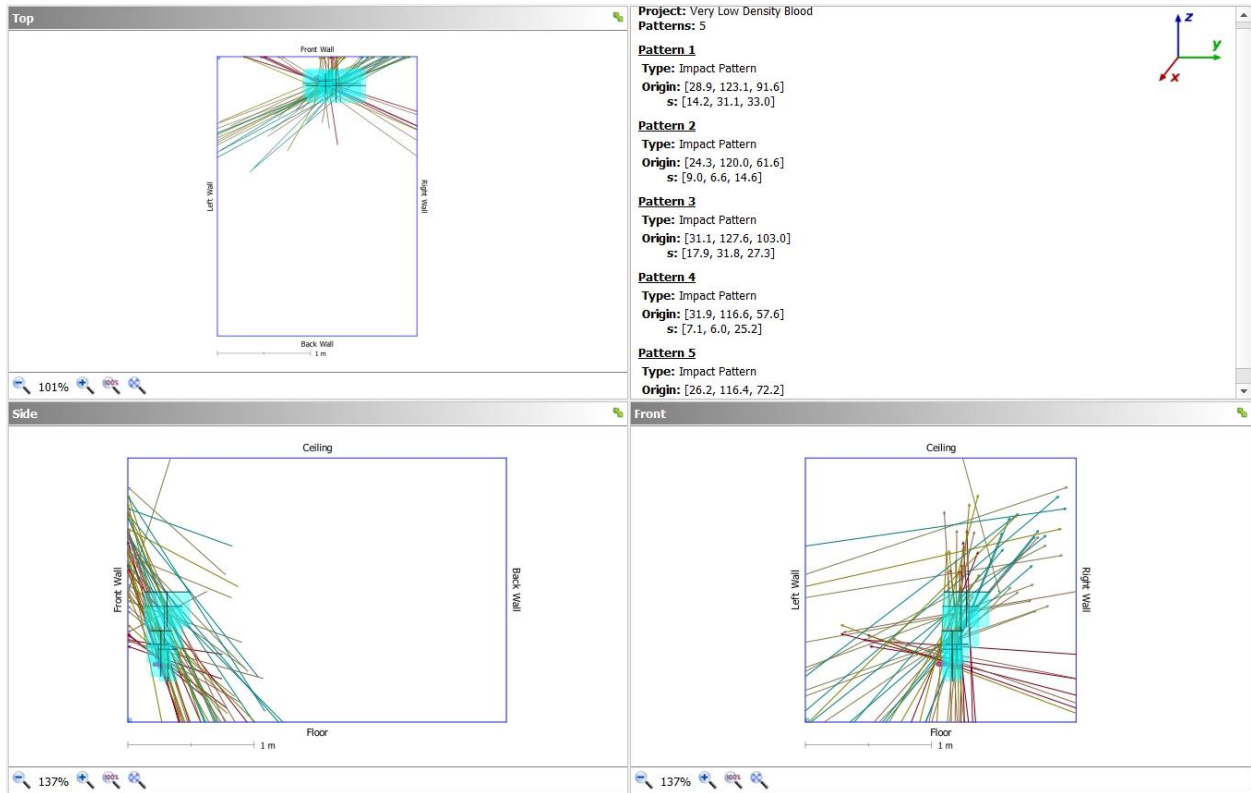 Top
Front Wall
Left Wall
Right Wall
Back Wall
1 m
101%
100%
Project: Very Low Density Blood
Patterns: 5
Pattern 1
Type: Impact Pattern
Origin: [28.9, 123.1, 91.6]
s: [14.2, 31.1, 33.0]
Pattern 2
Type: Impact Pattern
Origin: [24.3, 120.0, 61.6]
s: [9.0, 6.6, 14.6]
Pattern 3
Type: Impact Pattern
Origin: [31.1, 127.6, 103.0]
s: [17.9, 31.8, 27.3]
Pattern 4
Type: Impact Pattern
Origin: [31.9, 116.6, 57.6]
s: [7.1, 6.0, 25.2]
Pattern 5
Type: Impact Pattern
Origin: [26.2, 116.4, 72.2]
z
y
x
Side
Ceiling
Front Wall
Back Wall
Floor
1 m
137%
100%
Front
Ceiling
Left Wall
Right Wall
Floor
1 m
137%
100%